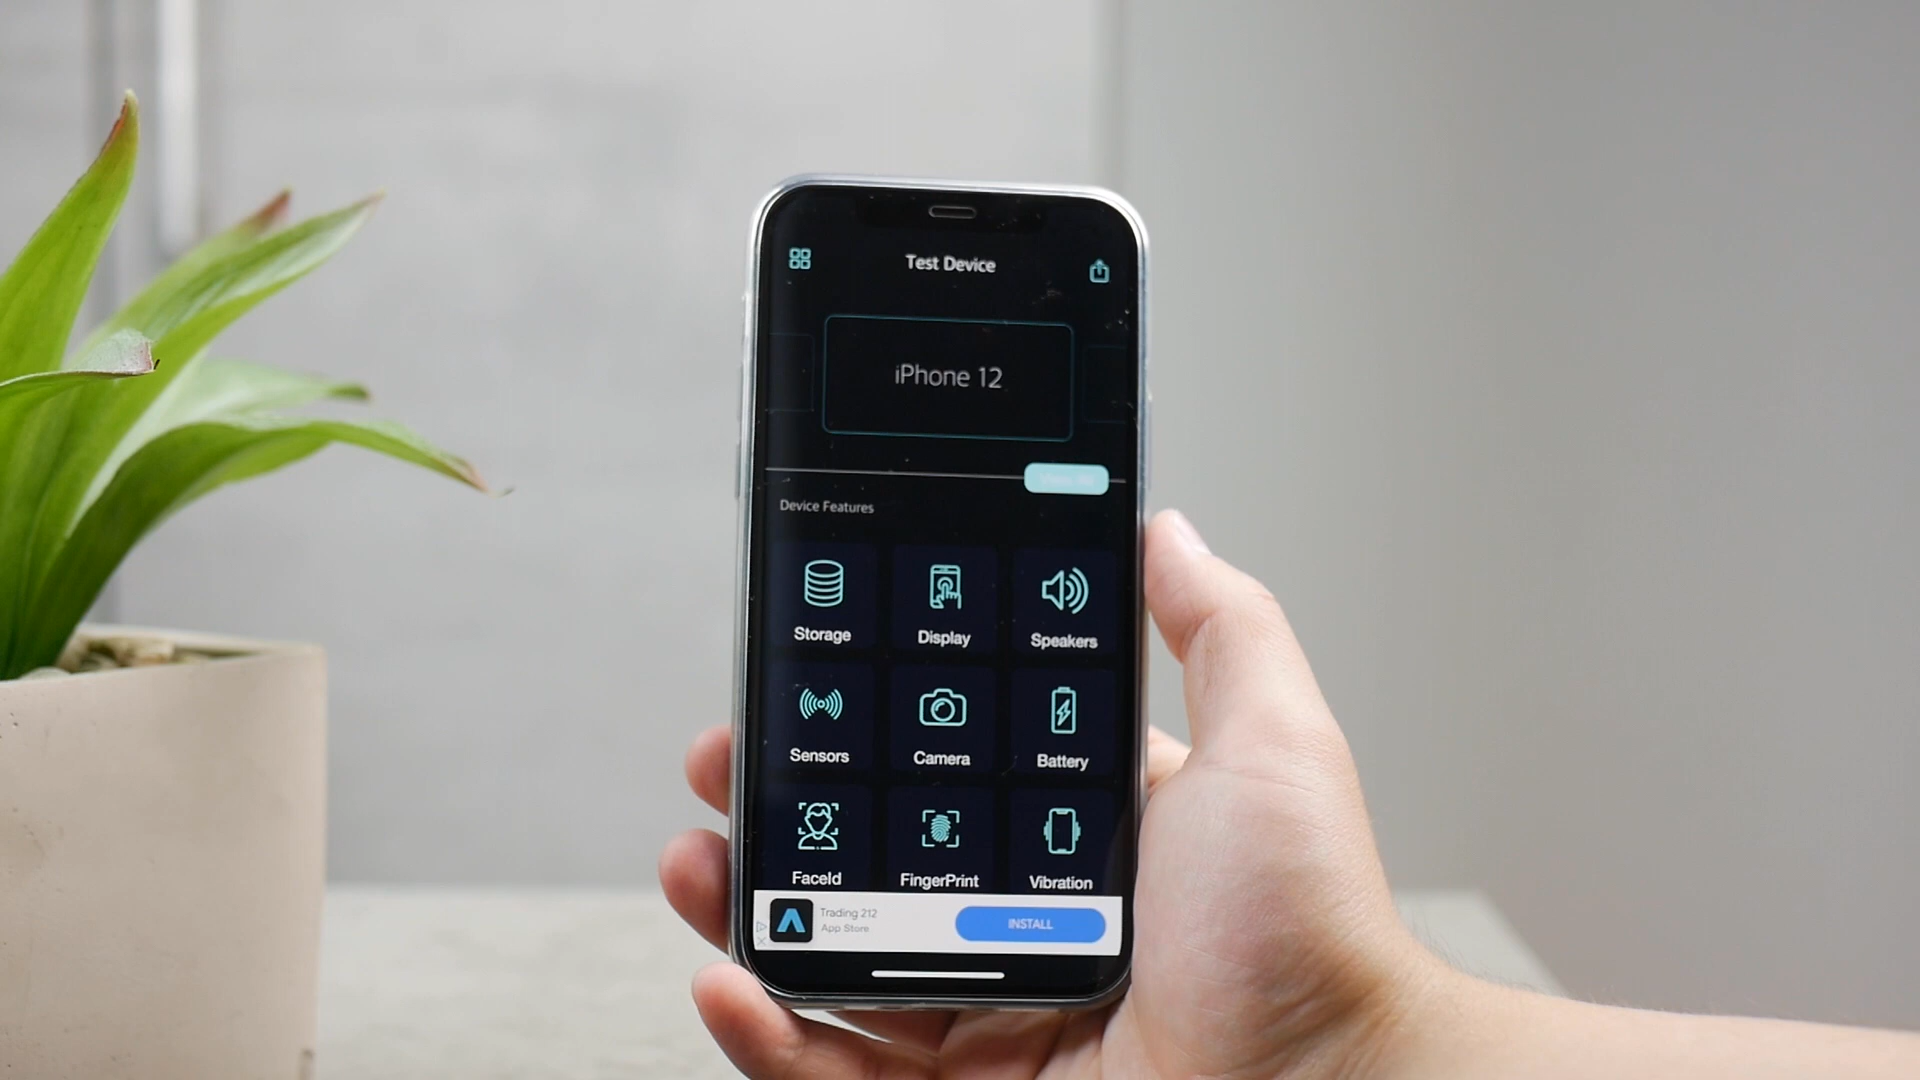 Test Device
iPhone 12
Device Features
Storage
Display
Speakers
Sensors
Camera
Battery
FaceId
FingerPrint
Vibration
Trading 212
App Store
INSTALL